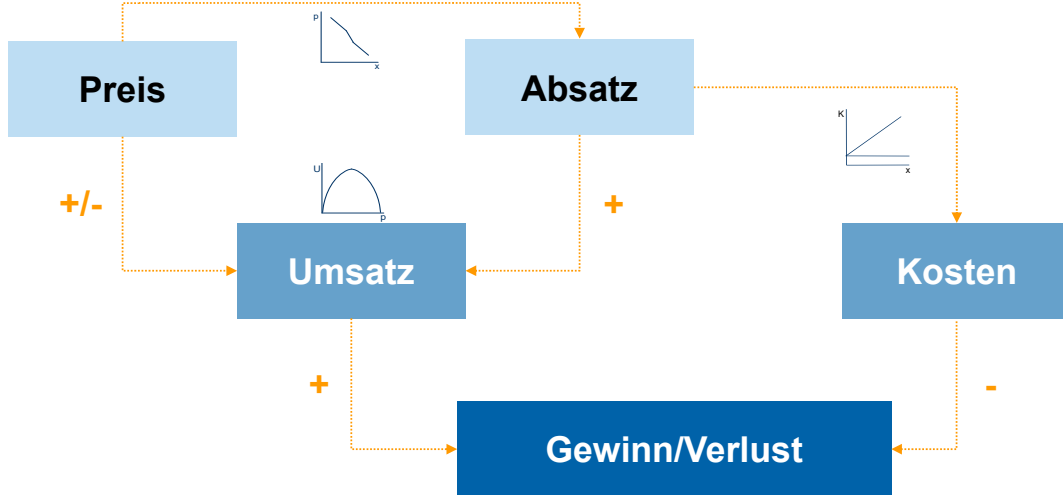 P
x
Preis
Absatz
K
x
U
P
+/-
+
Umsatz
Kosten
+
-
Gewinn/Verlust